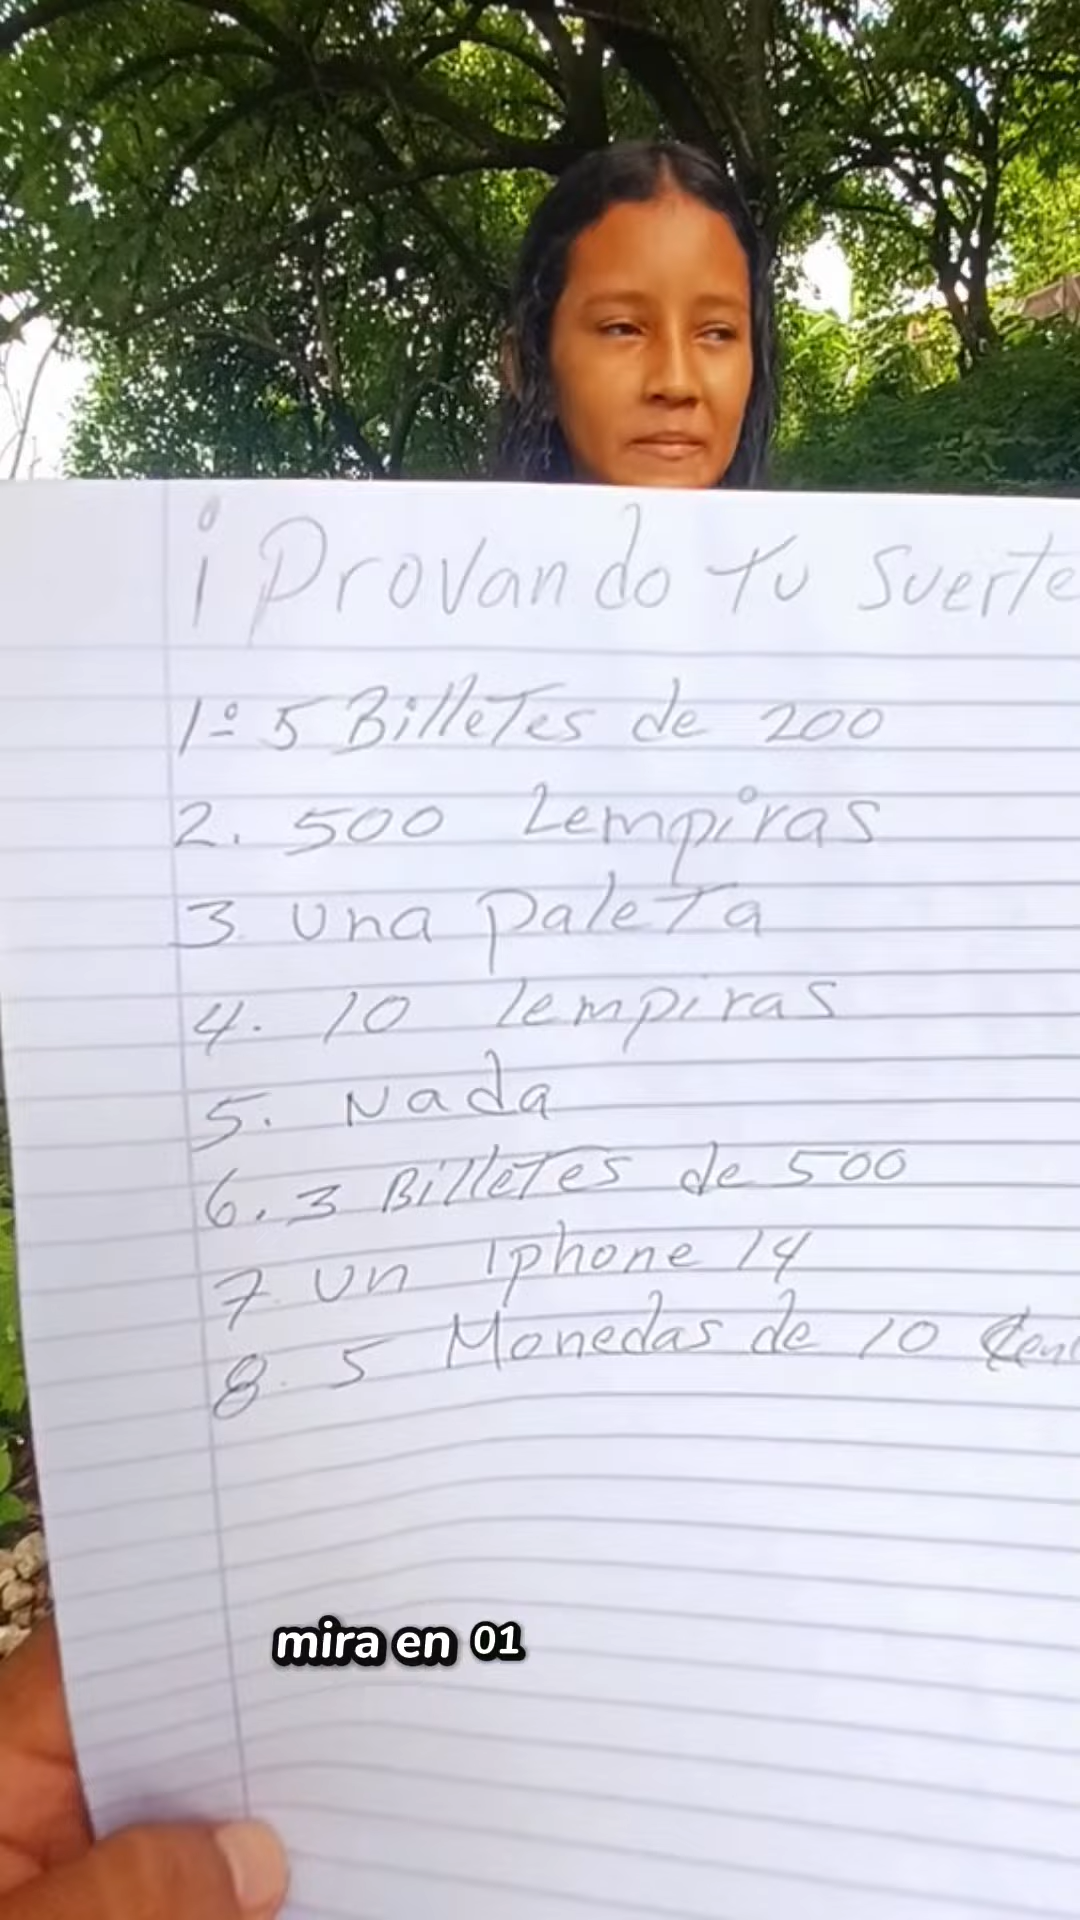 ¡Provando tu Suerte
1º 5 Billetes de 200
2. 500 Lempiras
3. una paleta
4. 10 lempiras
5. Nada
6. 3 Billetes de 500
7. un Iphone 14
8. 5 Monedas de 10
mira en 01